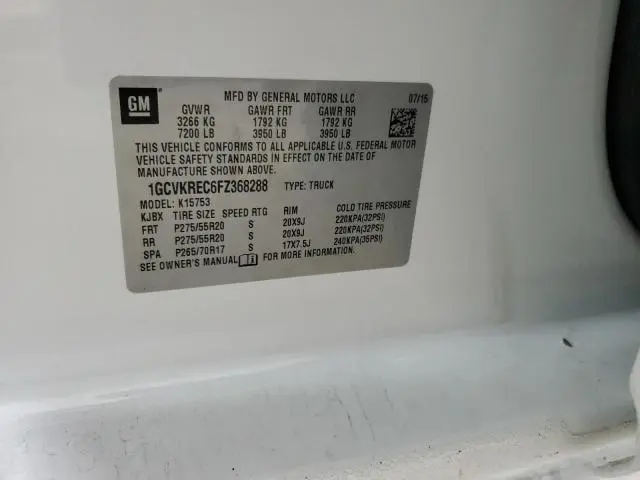 GM
MFD BY GENERAL MOTORS LLC 07/15
GVWR GAWR FRT GAWR RR
3266 KG 1792 KG 1792 KG
7200 LB 3950 LB 3950 LB
THIS VEHICLE CONFORMS TO ALL APPLICABLE U.S. FEDERAL MOTOR
VEHICLE SAFETY STANDARDS IN EFFECT ON THE DATE OF
MANUFACTURE SHOWN ABOVE.
1GCVKREC6FZ368288 TYPE: TRUCK
MODEL: K15753
KJBX TIRE SIZE SPEED RTG RIM COLD TIRE PRESSURE
FRT P275/55R20 S 20X9J 220KPA(32PSI)
RR P275/55R20 S 20X9J 220KPA(32PSI)
SPA P265/70R17 S 17X7.5J 240KPA(35PSI)
SEE OWNER'S MANUAL FOR MORE INFORMATION.